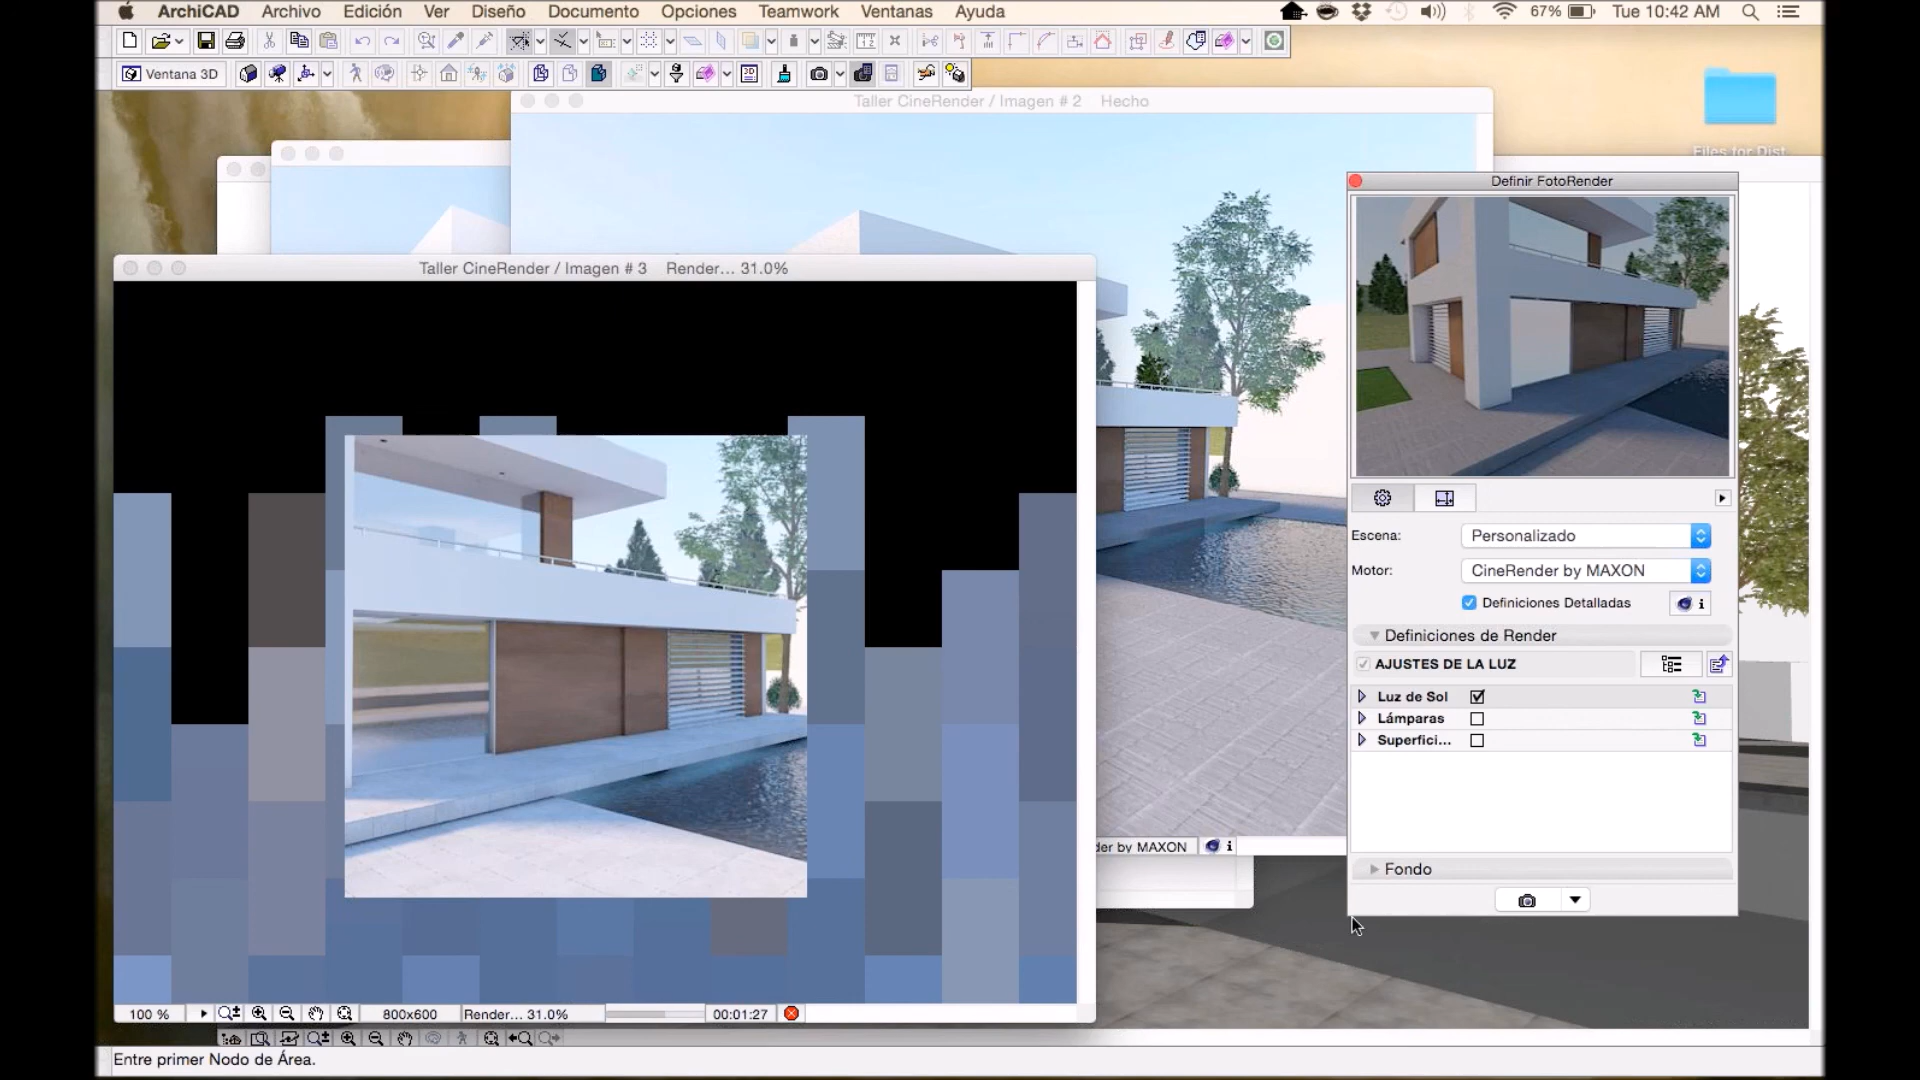 ArchiCAD Archivo Edición Ver Diseño Documento Opciones Teamwork Ventanas Ayuda 67% Tue 10:42 AM
Ventana 3D
Files for Dist.
Taller CineRender / Imagen # 2 Hecho
Definir FotoRender
Taller CineRender / Imagen # 3 Render... 31.0%
Escena: Personalizado
Motor: CineRender by MAXON
Definiciones Detalladas
Definiciones de Render
AJUSTES DE LA LUZ
Luz de Sol
Lámparas
Superfici...
der by MAXON
Fondo
100 % 800x600 Render... 31.0% 00:01:27
Entre primer Nodo de Área.